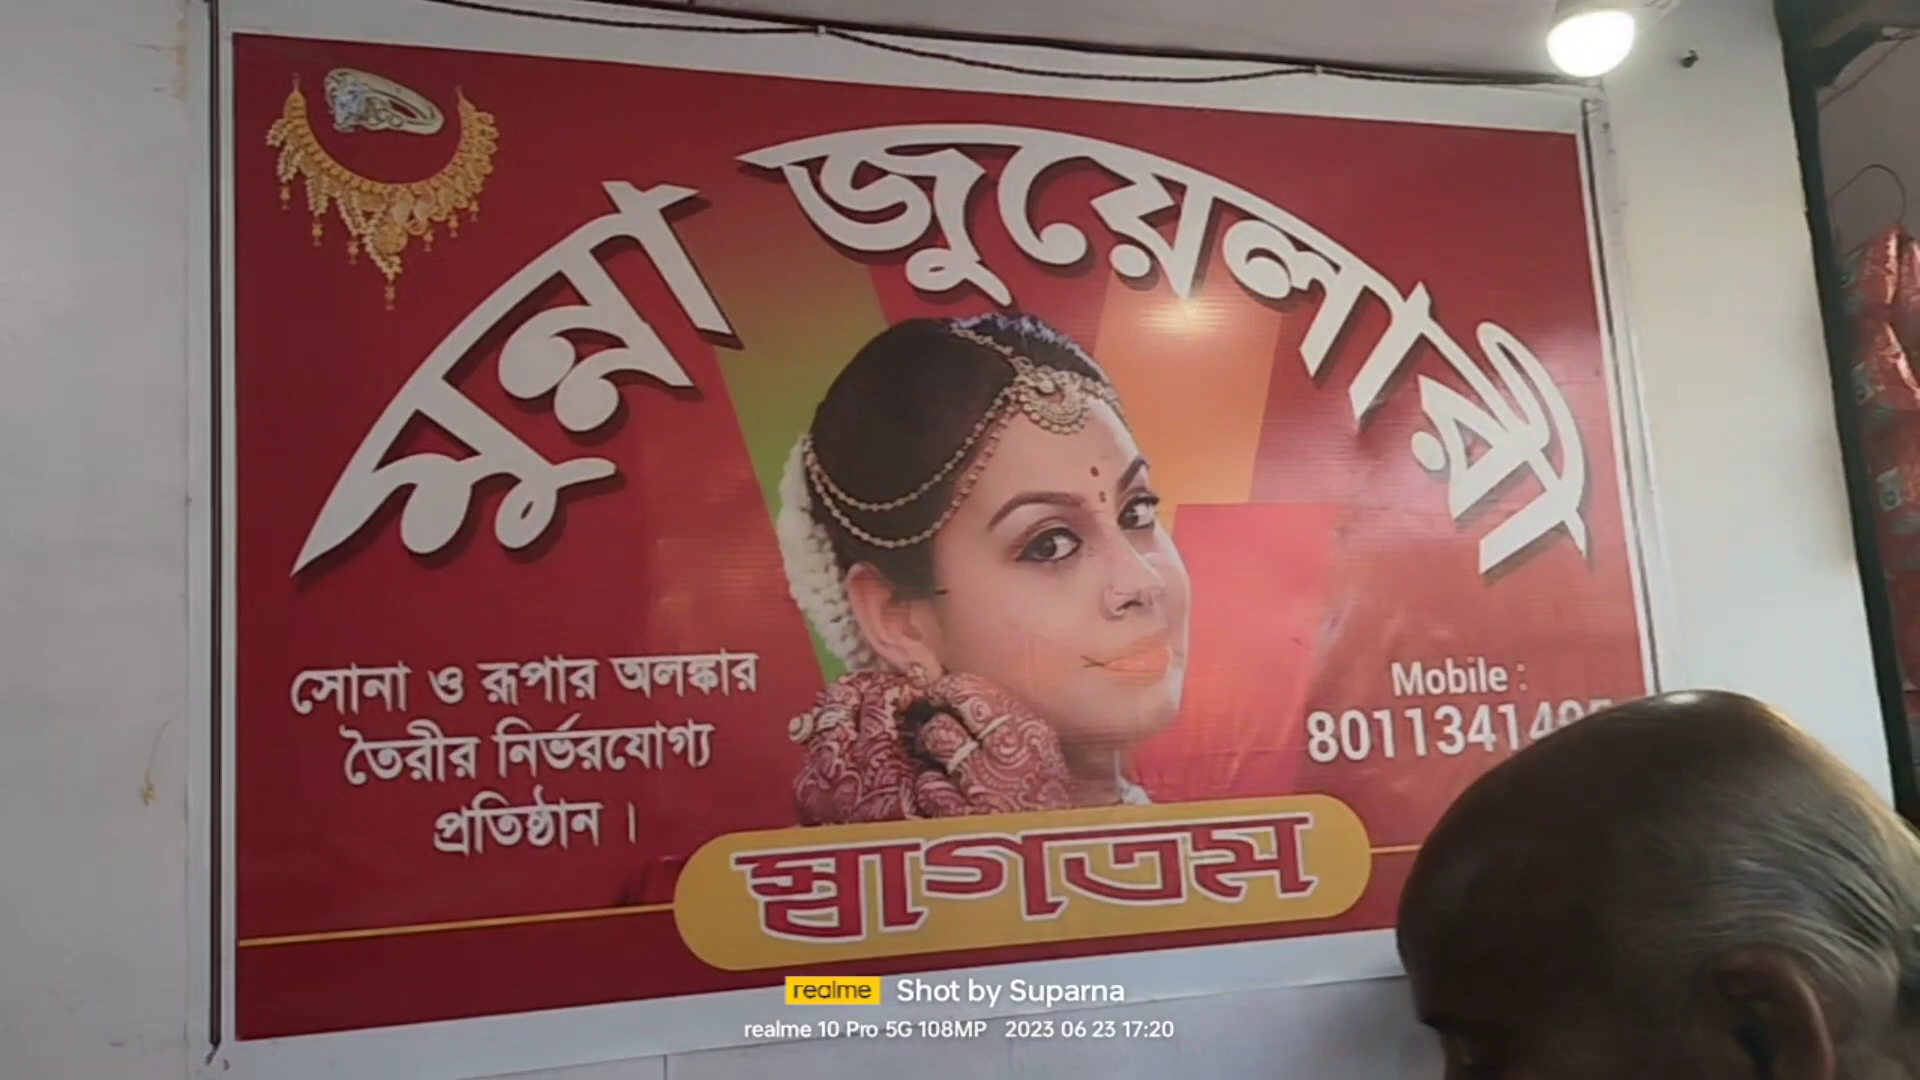 মুন্না জুয়েলারী
সোনা ও রূপার অলঙ্কার
তৈরীর নির্ভরযোগ্য
প্রতিষ্ঠান ।
Mobile :
স্বাগতম
realme Shot by Suparna
realme 10 Pro 5G 108MP 2023 06 23 17:20